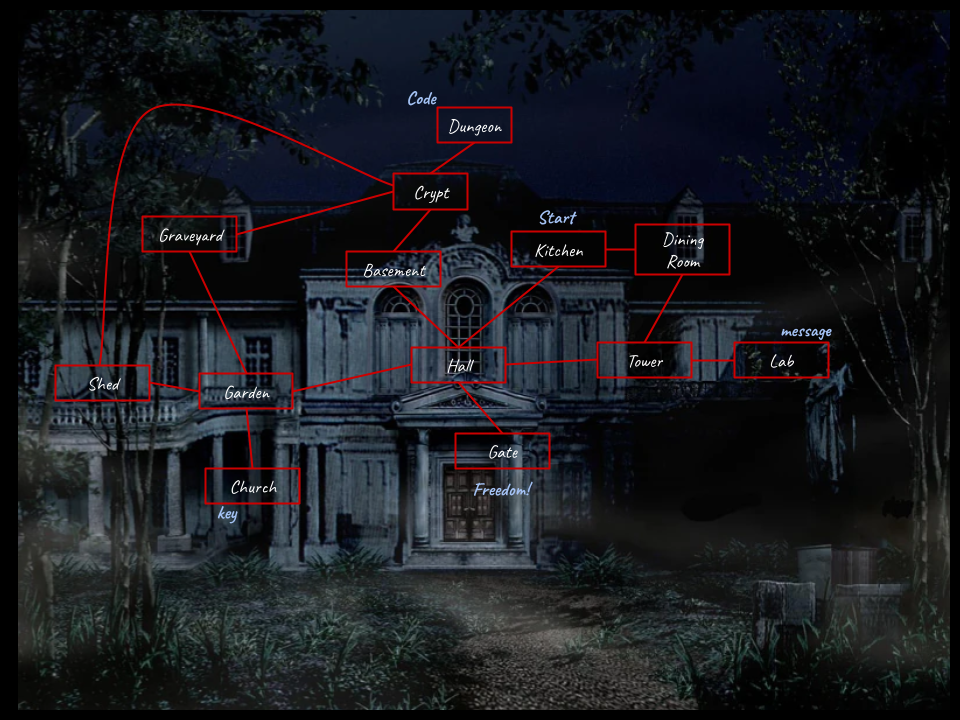 Code
Dungeon
Crypt
Graveyard
Start
Kitchen
Dining
Room
Basement
message
Hall
Tower
Lab
Shed
Garden
Gate
Church
Freedom!
key